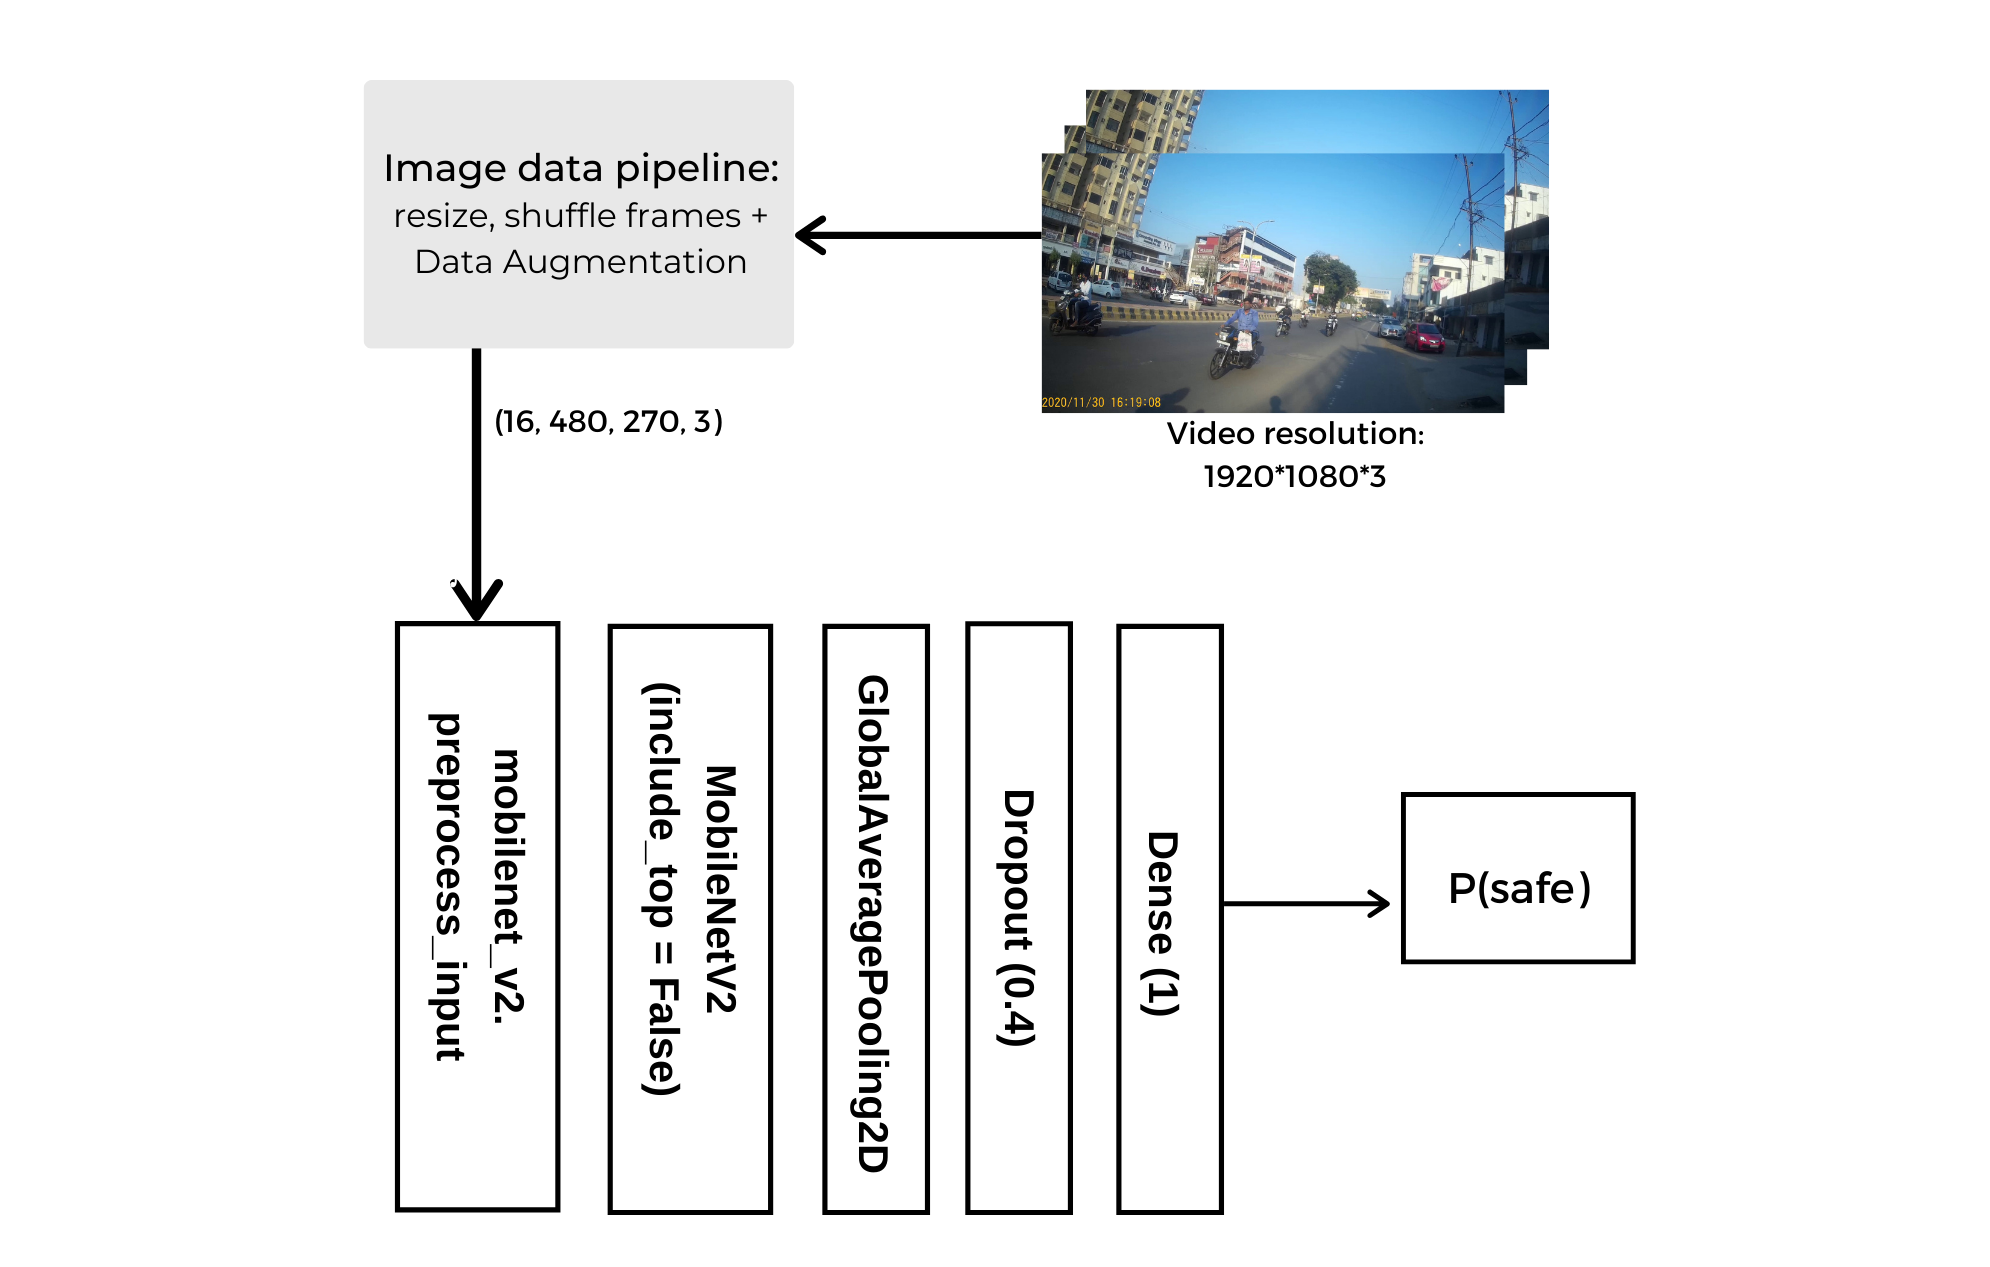 Image data pipeline:
resize, shuffle frames +
Data Augmentation
2020/11/30 16:19:08
Video resolution:
1920*1080*3
(16, 480, 270, 3)
mobilenet_v2.
preprocess_input
MobileNetV2
(include_top = False)
GlobalAveragePooling2D
Dropout (0.4)
Dense (1)
P(safe)